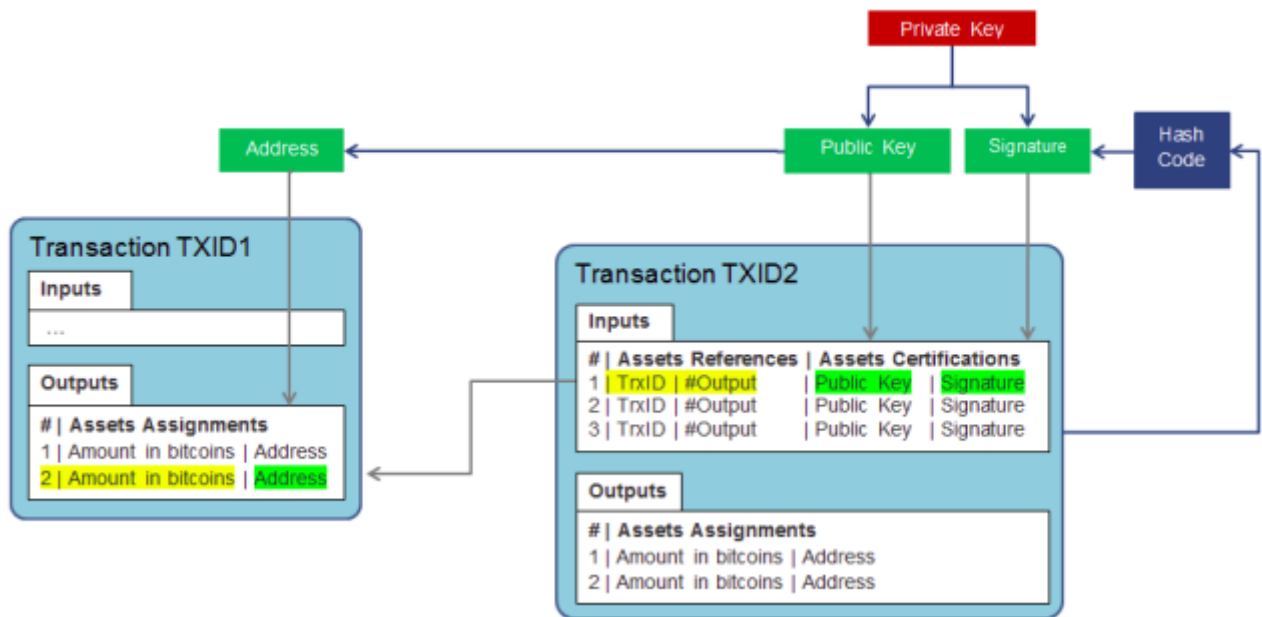 Private Key
Address
Public Key
Signature
Hash
Code
Transaction TXID1
Inputs
...
Outputs
# | Assets Assignments
1 | Amount in bitcoins | Address
2 | Amount in bitcoins | Address
Transaction TXID2
Inputs
# | Assets References | Assets Certifications
1 | TrxID | #Output | Public Key | Signature
2 | TrxID | #Output | Public Key | Signature
3 | TrxID | #Output | Public Key | Signature
Outputs
# | Assets Assignments
1 | Amount in bitcoins | Address
2 | Amount in bitcoins | Address